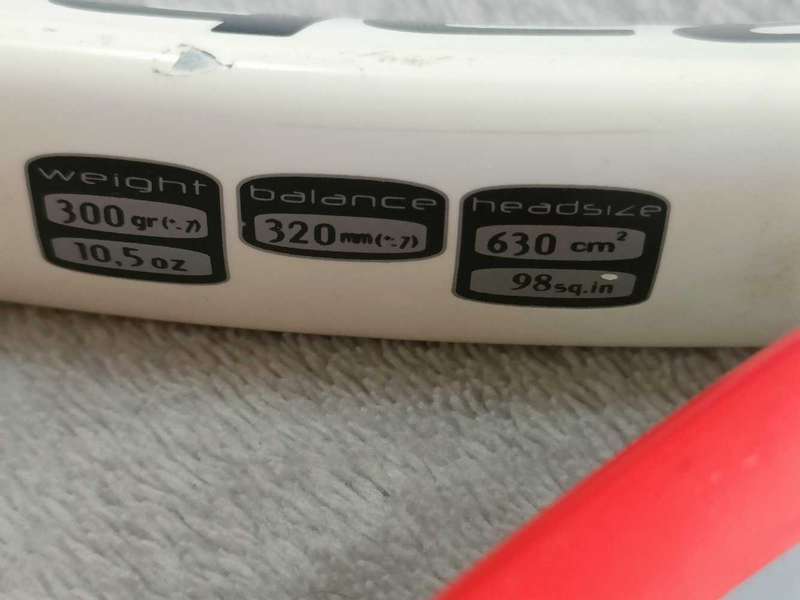 weight
300 gr (+-7)
10.5 oz
balance
320 mm (+-7)
headsize
630 cm²
98 sq.in